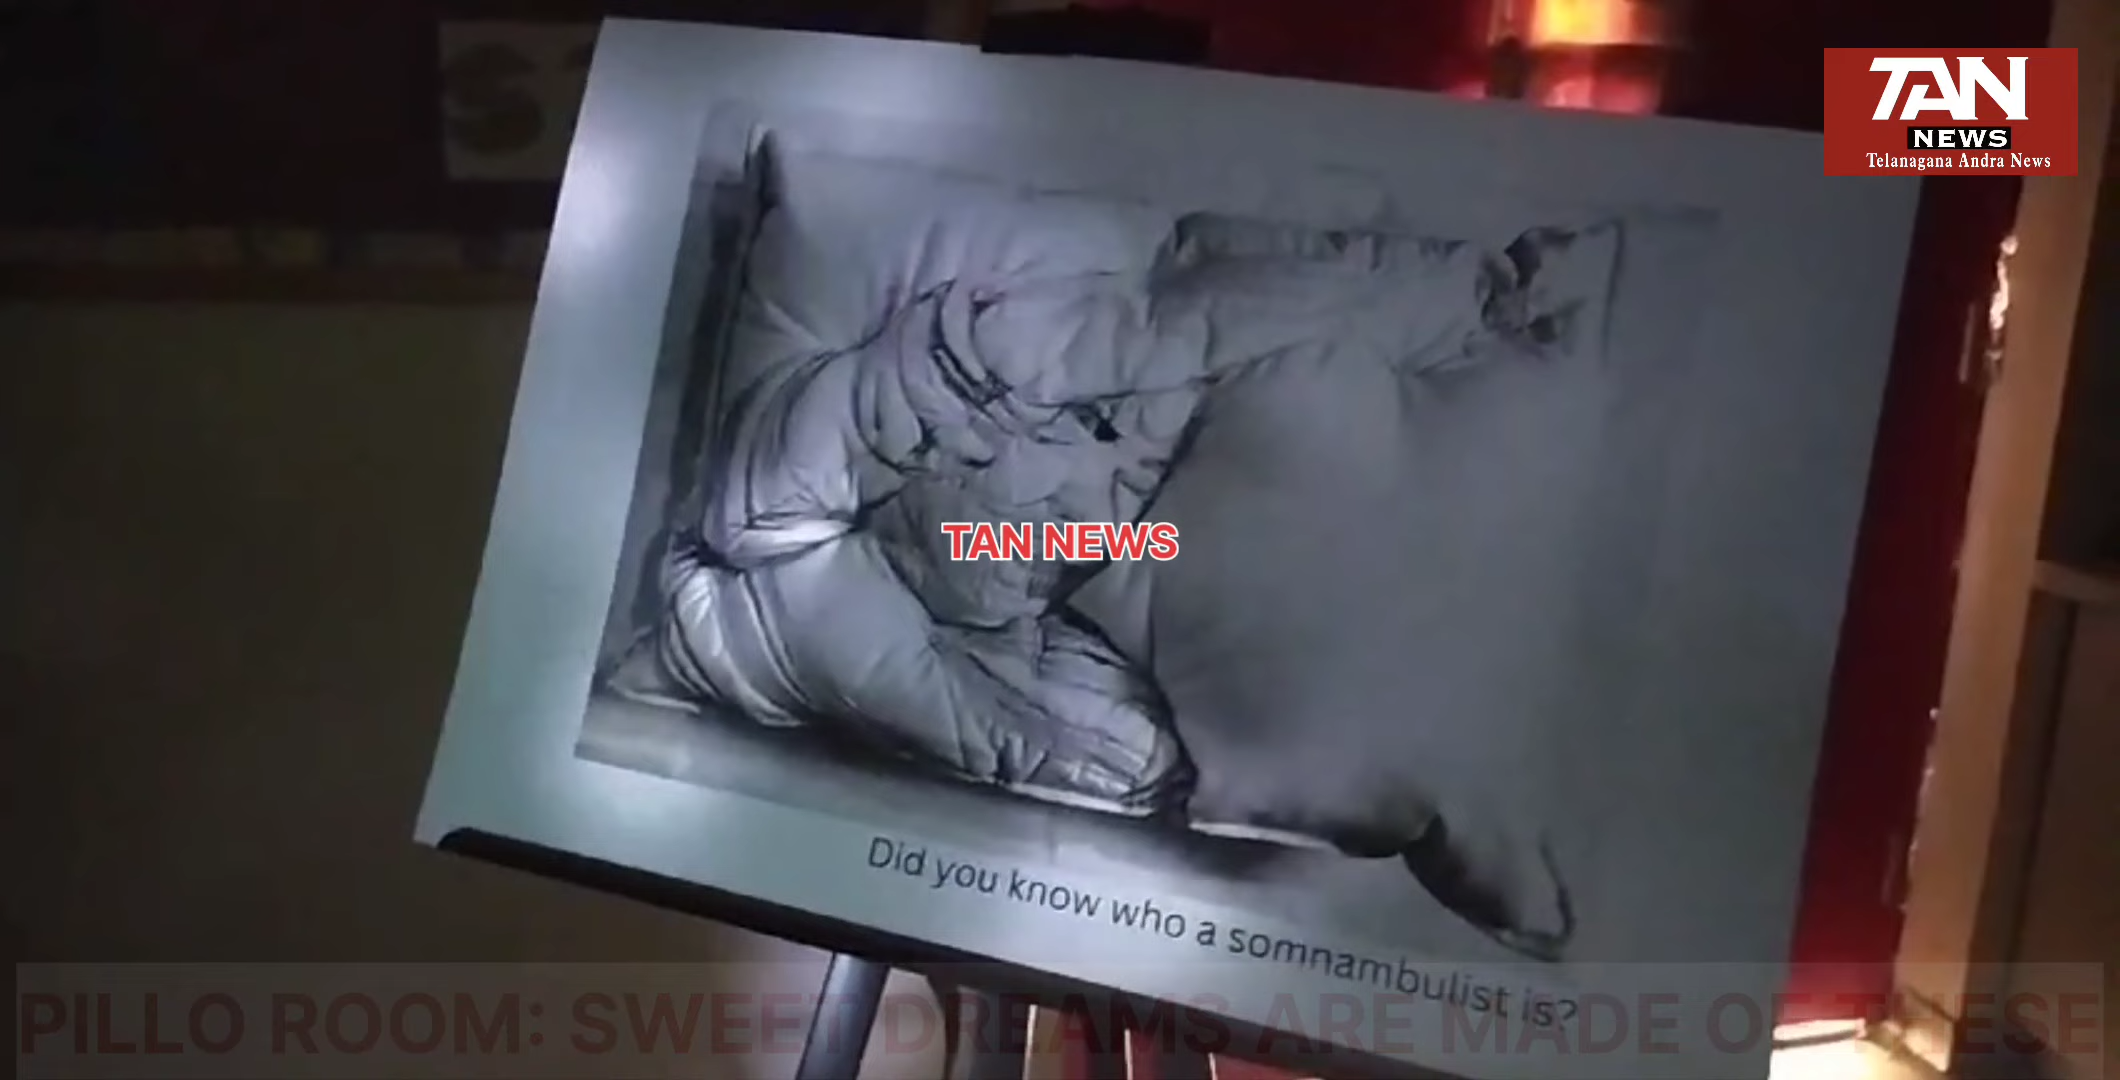 TAN
NEWS
Telanagana Andra News
TAN NEWS
Did you know who a somnambulist is?
PILLO ROOM: SWEET DREAMS ARE MADE OF THESE